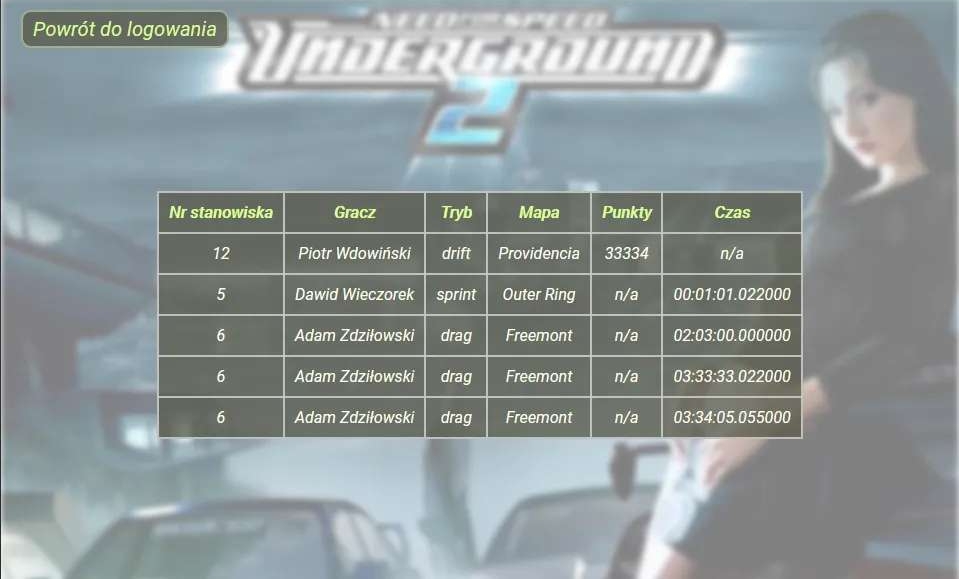 Powrót do logowania
NEED FOR SPEED
UNDERGROUND
2
Nr stanowiska Gracz Tryb Mapa Punkty Czas
12 Piotr Wdowiński drift Providencia 33334 n/a
5 Dawid Wieczorek sprint Outer Ring n/a 00:01:01.022000
6 Adam Zdziłowski drag Freemont n/a 02:03:00.000000
6 Adam Zdziłowski drag Freemont n/a 03:33:33.022000
6 Adam Zdziłowski drag Freemont n/a 03:34:05.055000